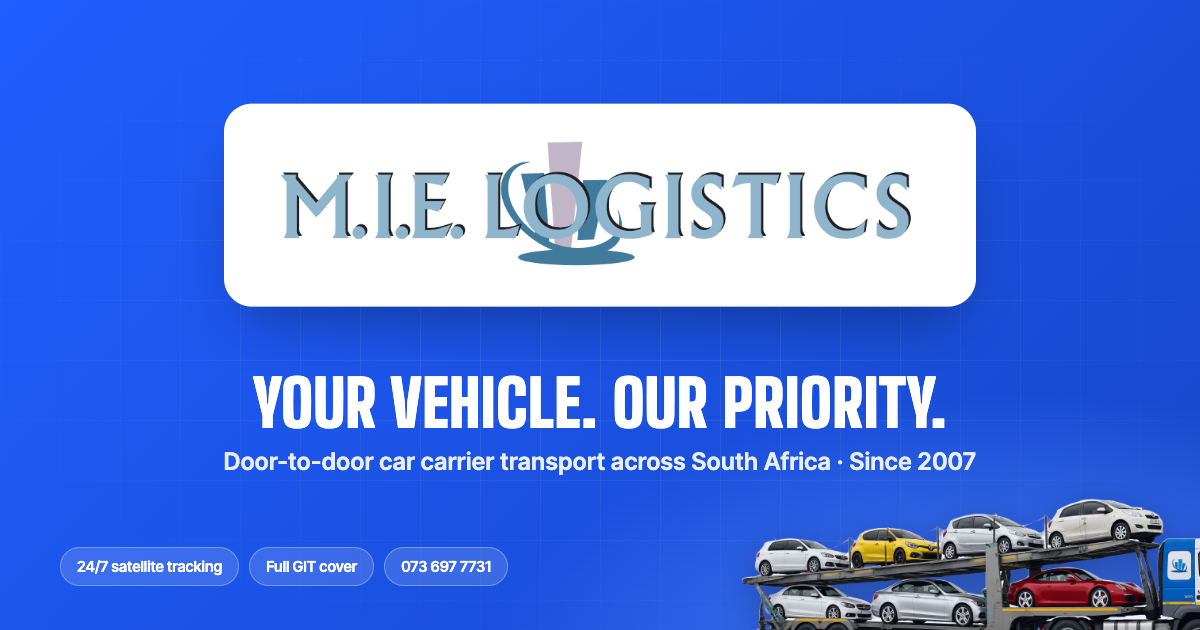 M.I.E. LOGISTICS
YOUR VEHICLE. OUR PRIORITY.
Door-to-door car carrier transport across South Africa · Since 2007
24/7 satellite tracking
Full GIT cover
073 697 7731